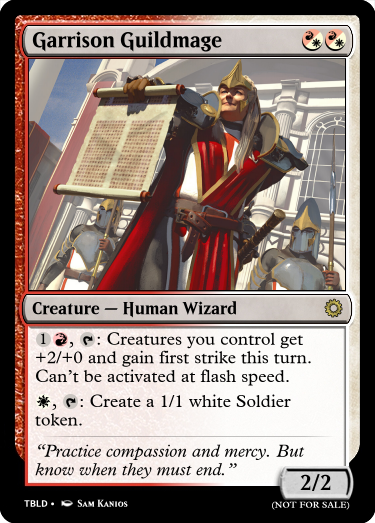 Garrison Guildmage
Creature — Human Wizard
1 , : Creatures you control get
+2/+0 and gain first strike this turn.
Can't be activated at flash speed.
, : Create a 1/1 white Soldier
token.
“Practice compassion and mercy. But
know when they must end.”
2/2
TBLD • Sam Kanios
(NOT FOR SALE)